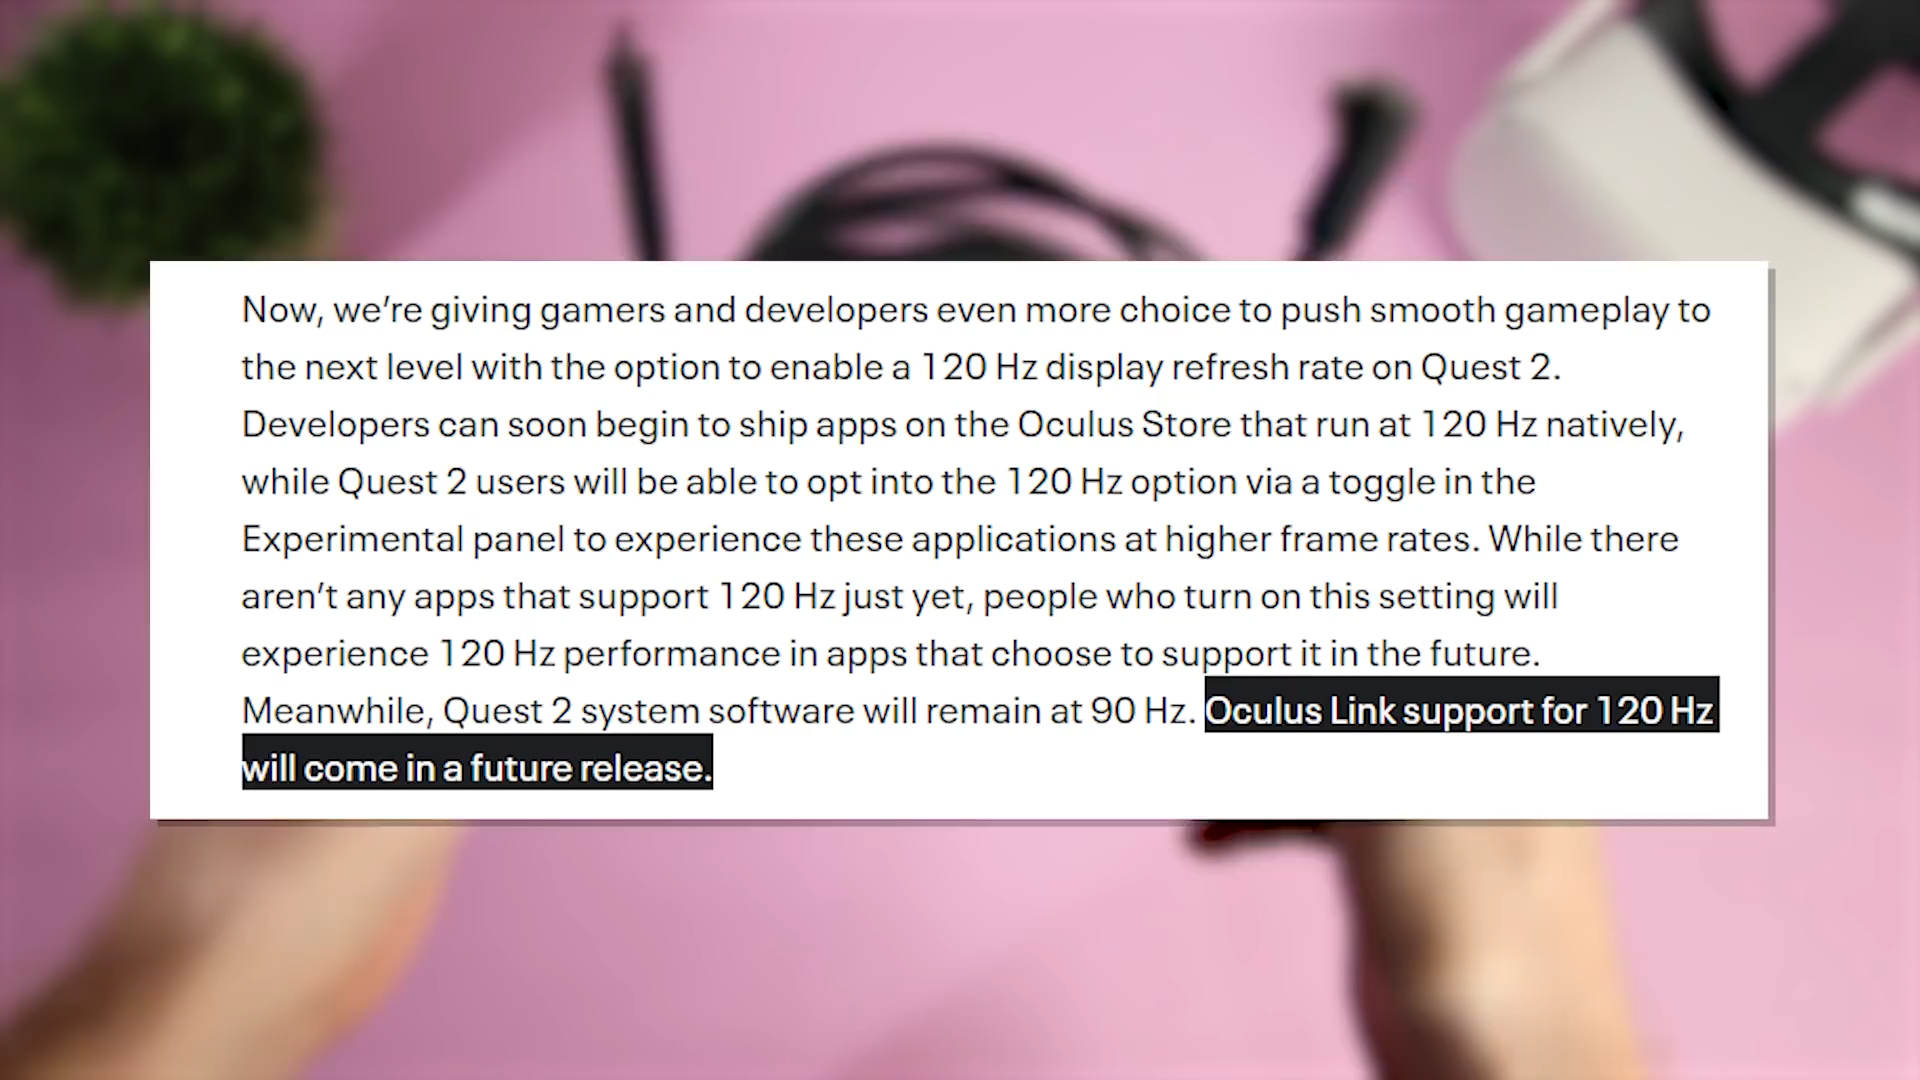 Now, we’re giving gamers and developers even more choice to push smooth gameplay to
the next level with the option to enable a 120 Hz display refresh rate on Quest 2.
Developers can soon begin to ship apps on the Oculus Store that run at 120 Hz natively,
while Quest 2 users will be able to opt into the 120 Hz option via a toggle in the
Experimental panel to experience these applications at higher frame rates. While there
aren’t any apps that support 120 Hz just yet, people who turn on this setting will
experience 120 Hz performance in apps that choose to support it in the future.
Meanwhile, Quest 2 system software will remain at 90 Hz. Oculus Link support for 120 Hz
will come in a future release.